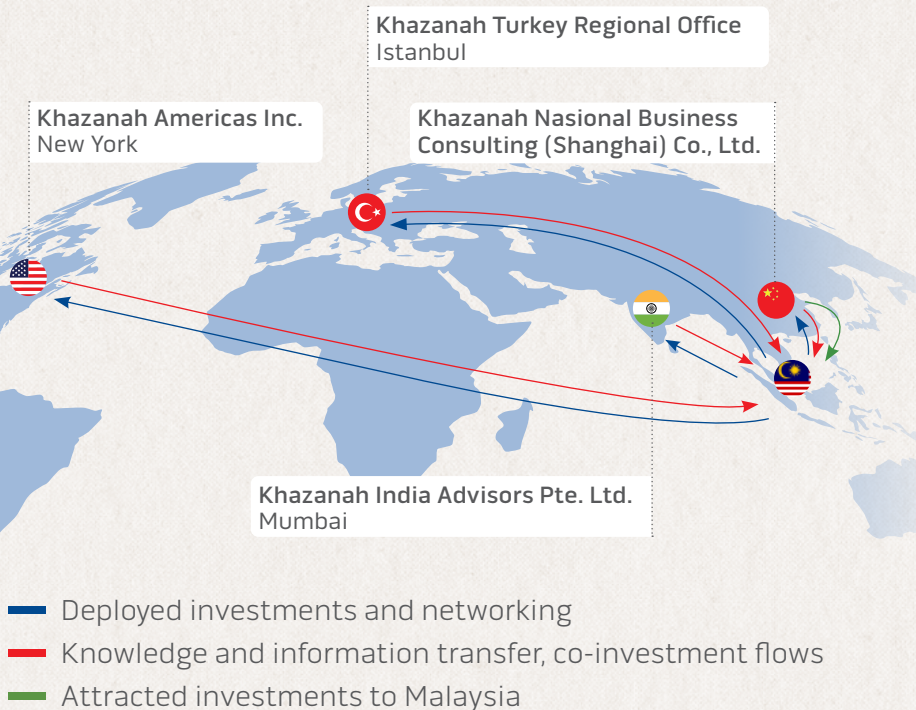 Khazanah Turkey Regional Office
Istanbul
Khazanah Americas Inc.
New York
Khazanah Nasional Business
Consulting (Shanghai) Co., Ltd.
Khazanah India Advisors Pte. Ltd.
Mumbai
Deployed investments and networking
Knowledge and information transfer, co-investment flows
Attracted investments to Malaysia